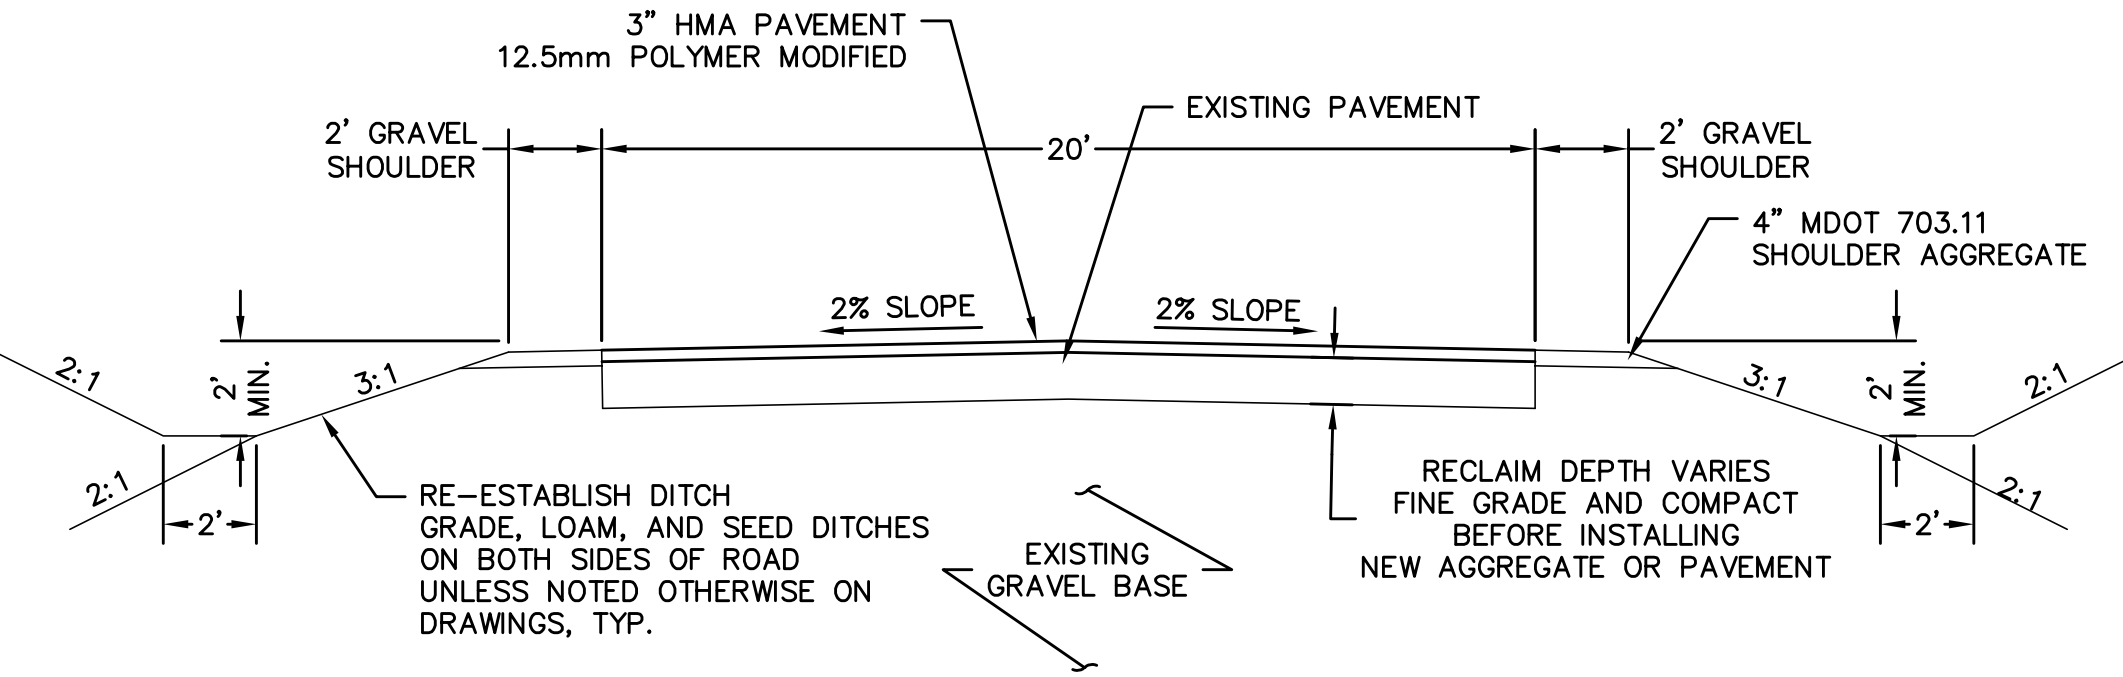 3” HMA PAVEMENT
12.5mm POLYMER MODIFIED
EXISTING PAVEMENT
2’ GRAVEL
SHOULDER
20’
2’ GRAVEL
SHOULDER
4” MDOT 703.11
SHOULDER AGGREGATE
2% SLOPE
2% SLOPE
2:1
2’
MIN.
3:1
3:1
2’
MIN.
2:1
2:1
2’
RE-ESTABLISH DITCH
GRADE, LOAM, AND SEED DITCHES
ON BOTH SIDES OF ROAD
UNLESS NOTED OTHERWISE ON
DRAWINGS, TYP.
EXISTING
GRAVEL BASE
RECLAIM DEPTH VARIES
FINE GRADE AND COMPACT
BEFORE INSTALLING
NEW AGGREGATE OR PAVEMENT
2:1
2’